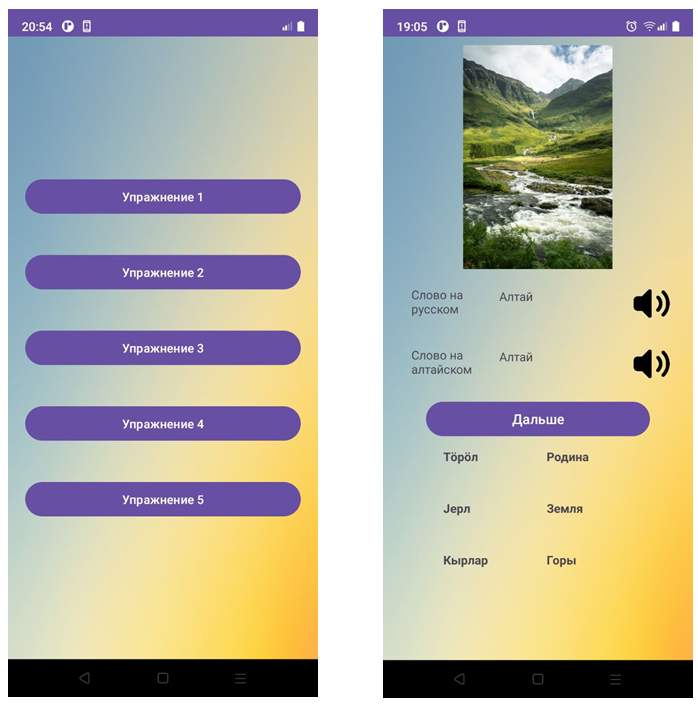 20:54
Упражнение 1
Упражнение 2
Упражнение 3
Упражнение 4
Упражнение 5
19:05
Слово на
русском
Алтай
Слово на
алтайском
Алтай
Дальше
Тӧрӧл Родина
Јерл Земля
Кырлар Горы